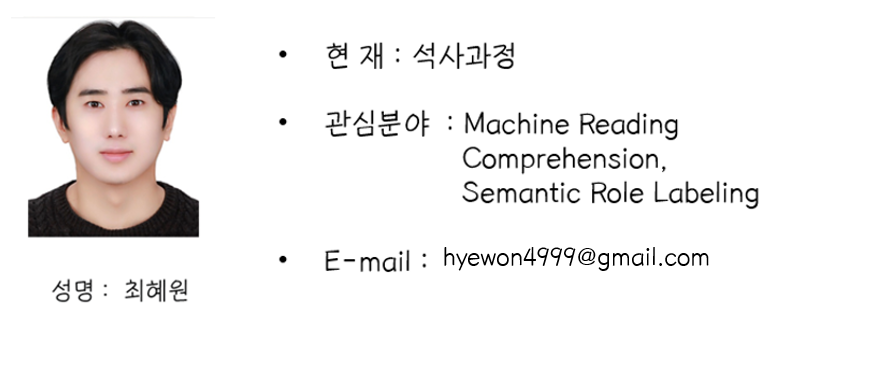 • 현 재 : 석사과정
• 관심분야 : Machine Reading
Comprehension,
Semantic Role Labeling
• E-mail : hyewon4999@gmail.com
성명 : 최혜원